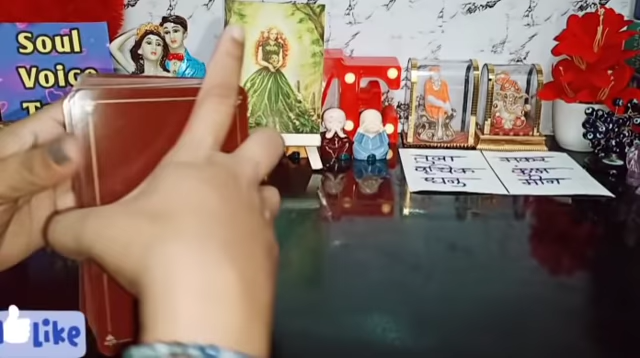 Soul
Voice
तुला
वृश्चिक
धनु
मकर
कुंभ
मीन
Like